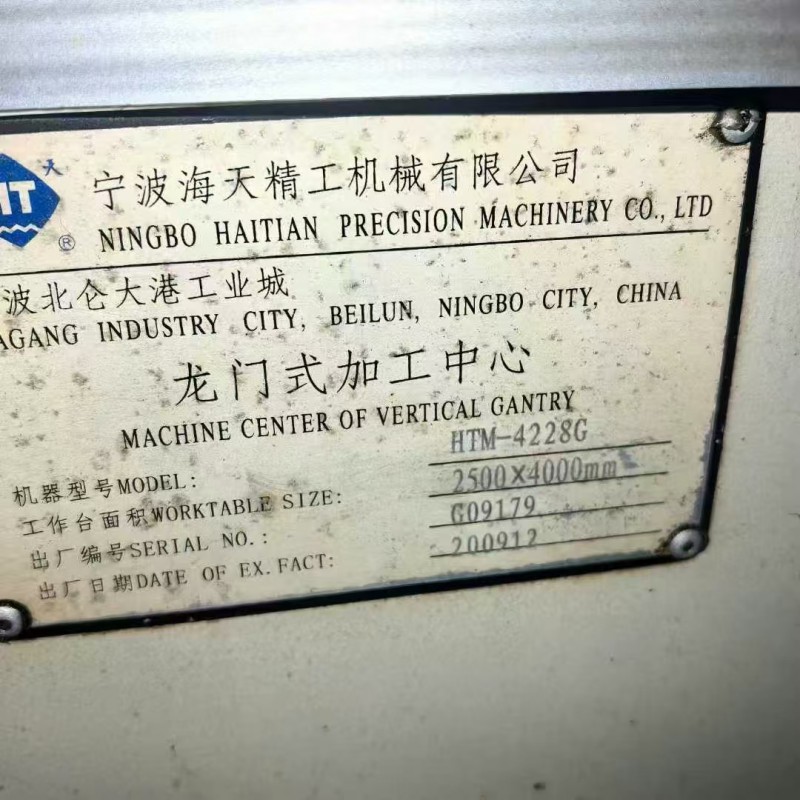 HT 天
®
宁波海天精工机械有限公司
NINGBO HAITIAN PRECISION MACHINERY CO., LTD
波北仑大港工业城
AGANG INDUSTRY CITY, BEILUN, NINGBO CITY, CHINA
龙门式加工中心
MACHINE CENTER OF VERTICAL GANTRY
机器型号MODEL: HTM-4228G
工作台面积WORKTABLE SIZE: 2500×4000mm
出厂编号SERIAL NO.: G09179
出厂日期DATE OF EX.FACT: 200912